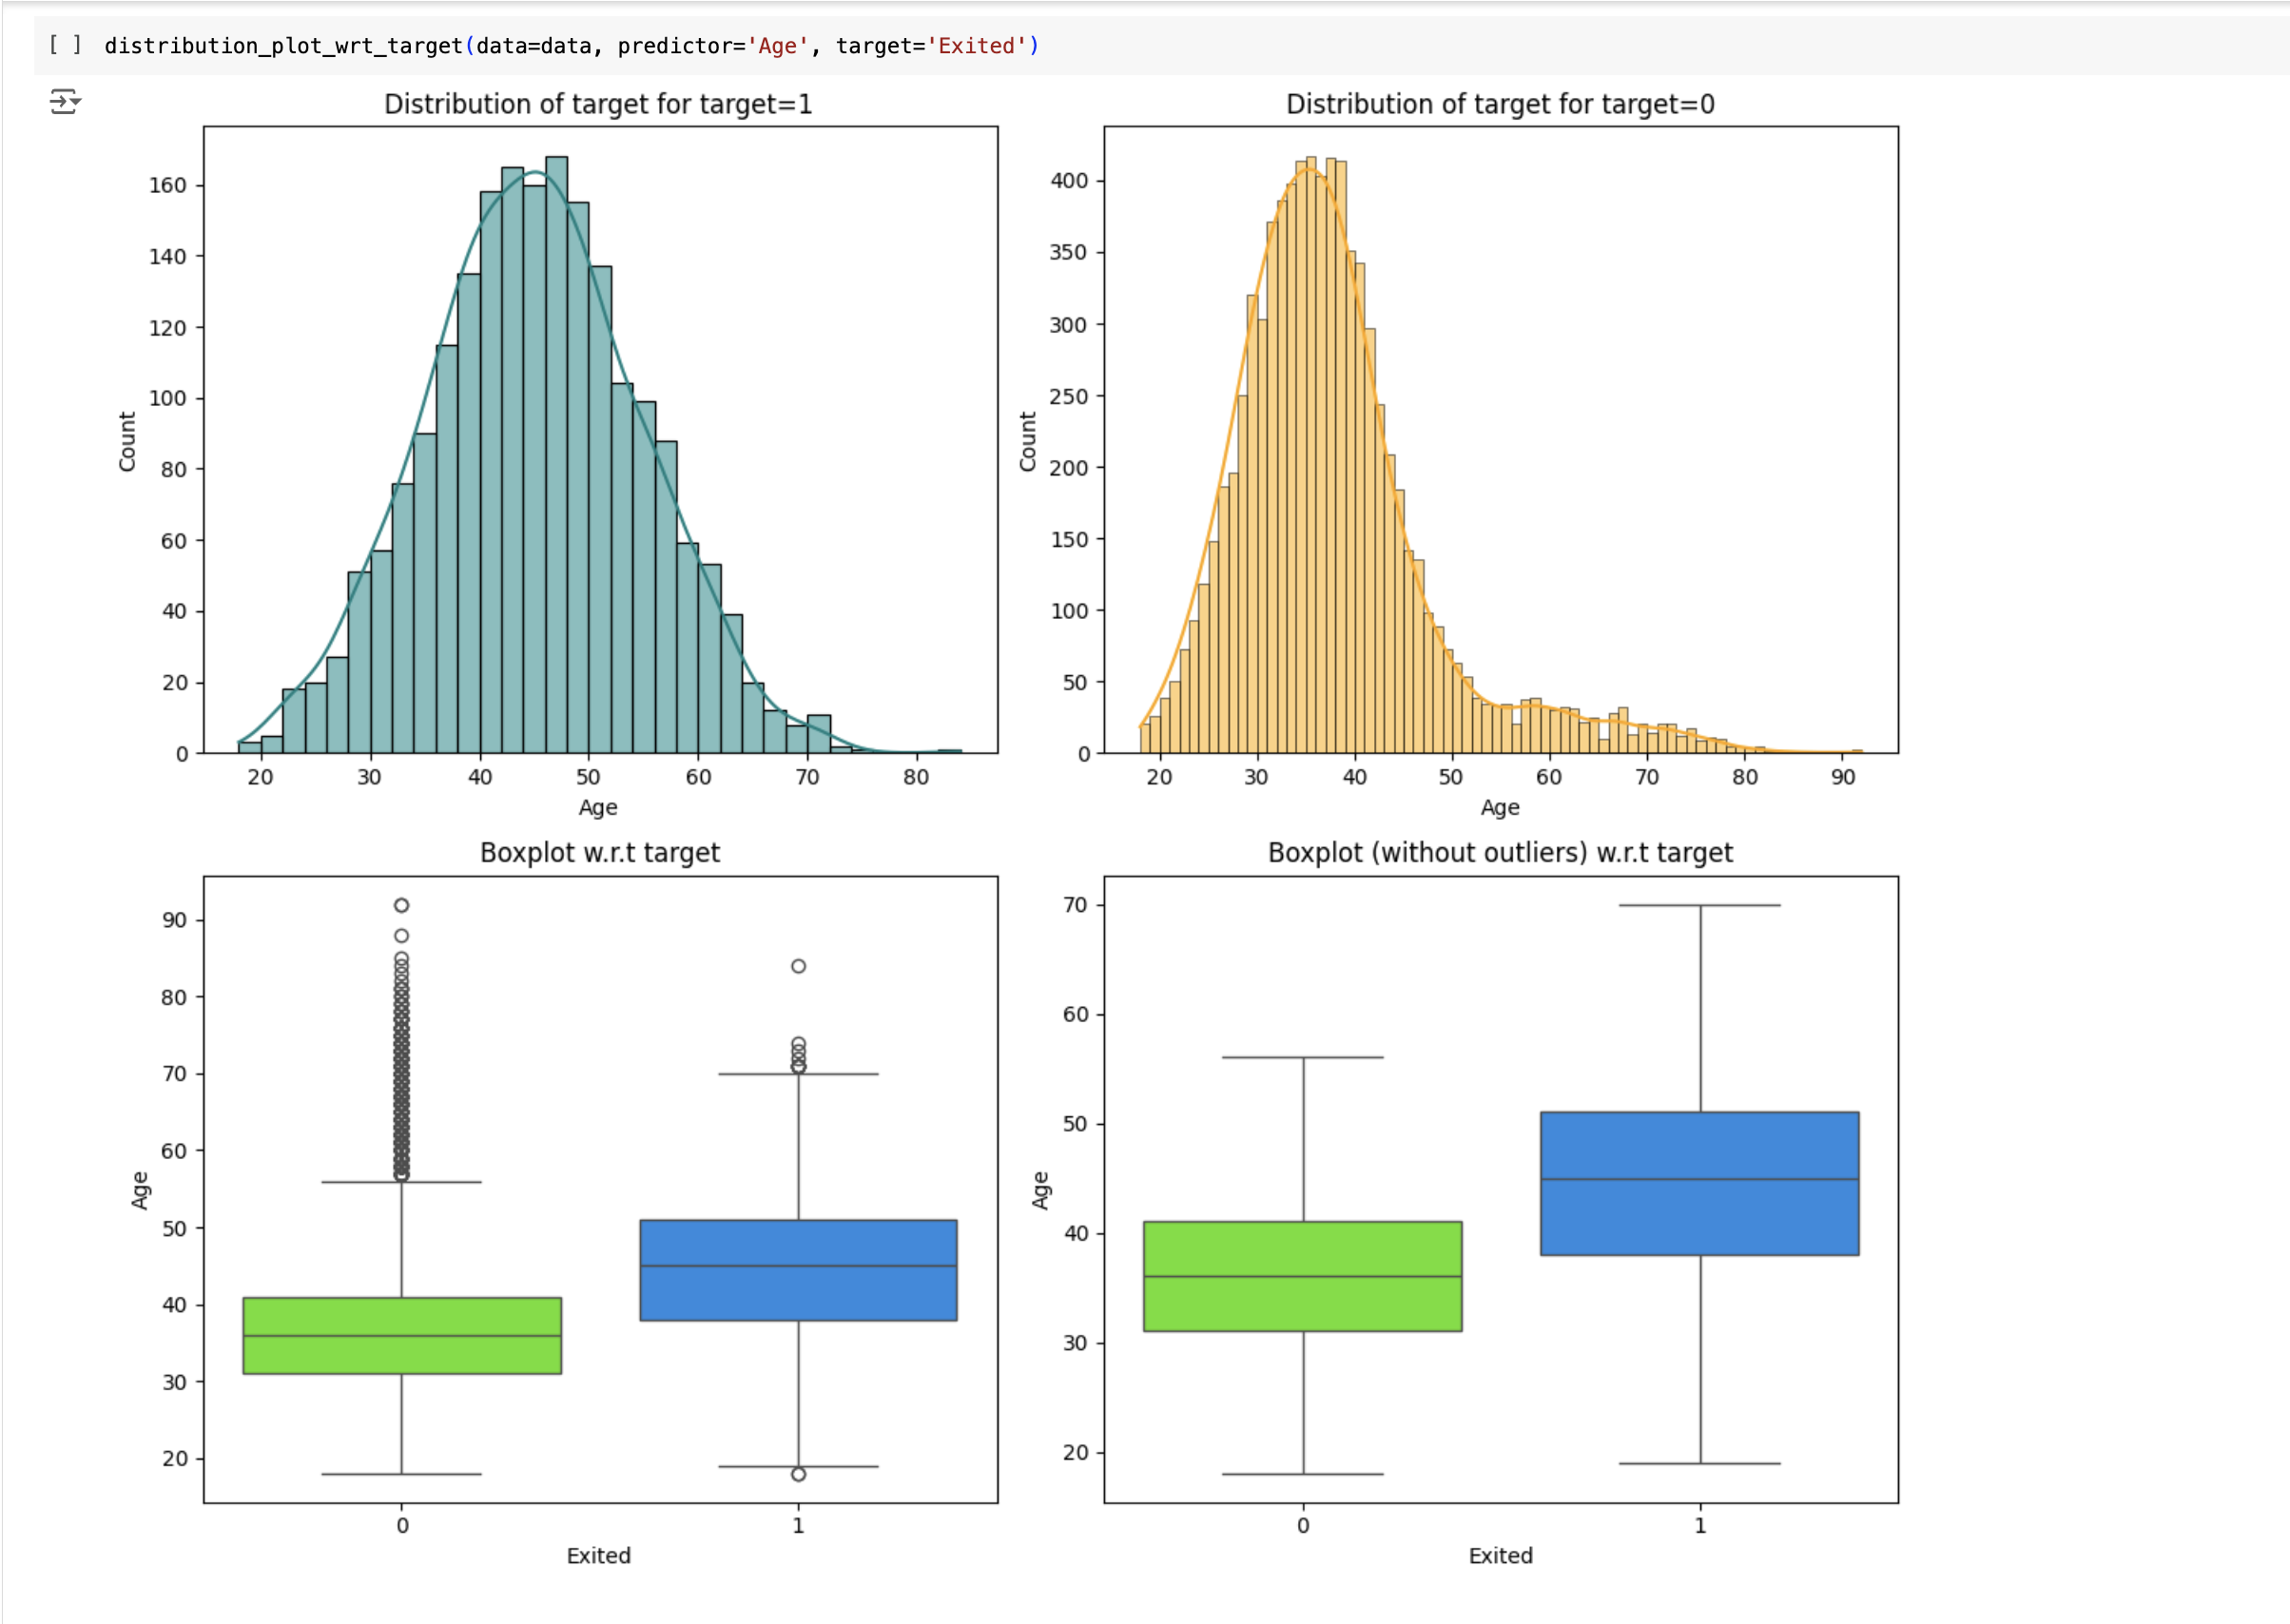 [ ] distribution_plot_wrt_target(data=data, predictor='Age', target='Exited')
Distribution of target for target=1
160
140
120
100
80
60
40
20
0
Count
20 30 40 50 60 70 80
Age
Distribution of target for target=0
400
350
300
250
200
150
100
50
0
Count
20 30 40 50 60 70 80 90
Age
Boxplot w.r.t target
90
80
70
60
50
40
30
20
Age
0 1
Exited
Boxplot (without outliers) w.r.t target
70
60
50
40
30
20
Age
0 1
Exited